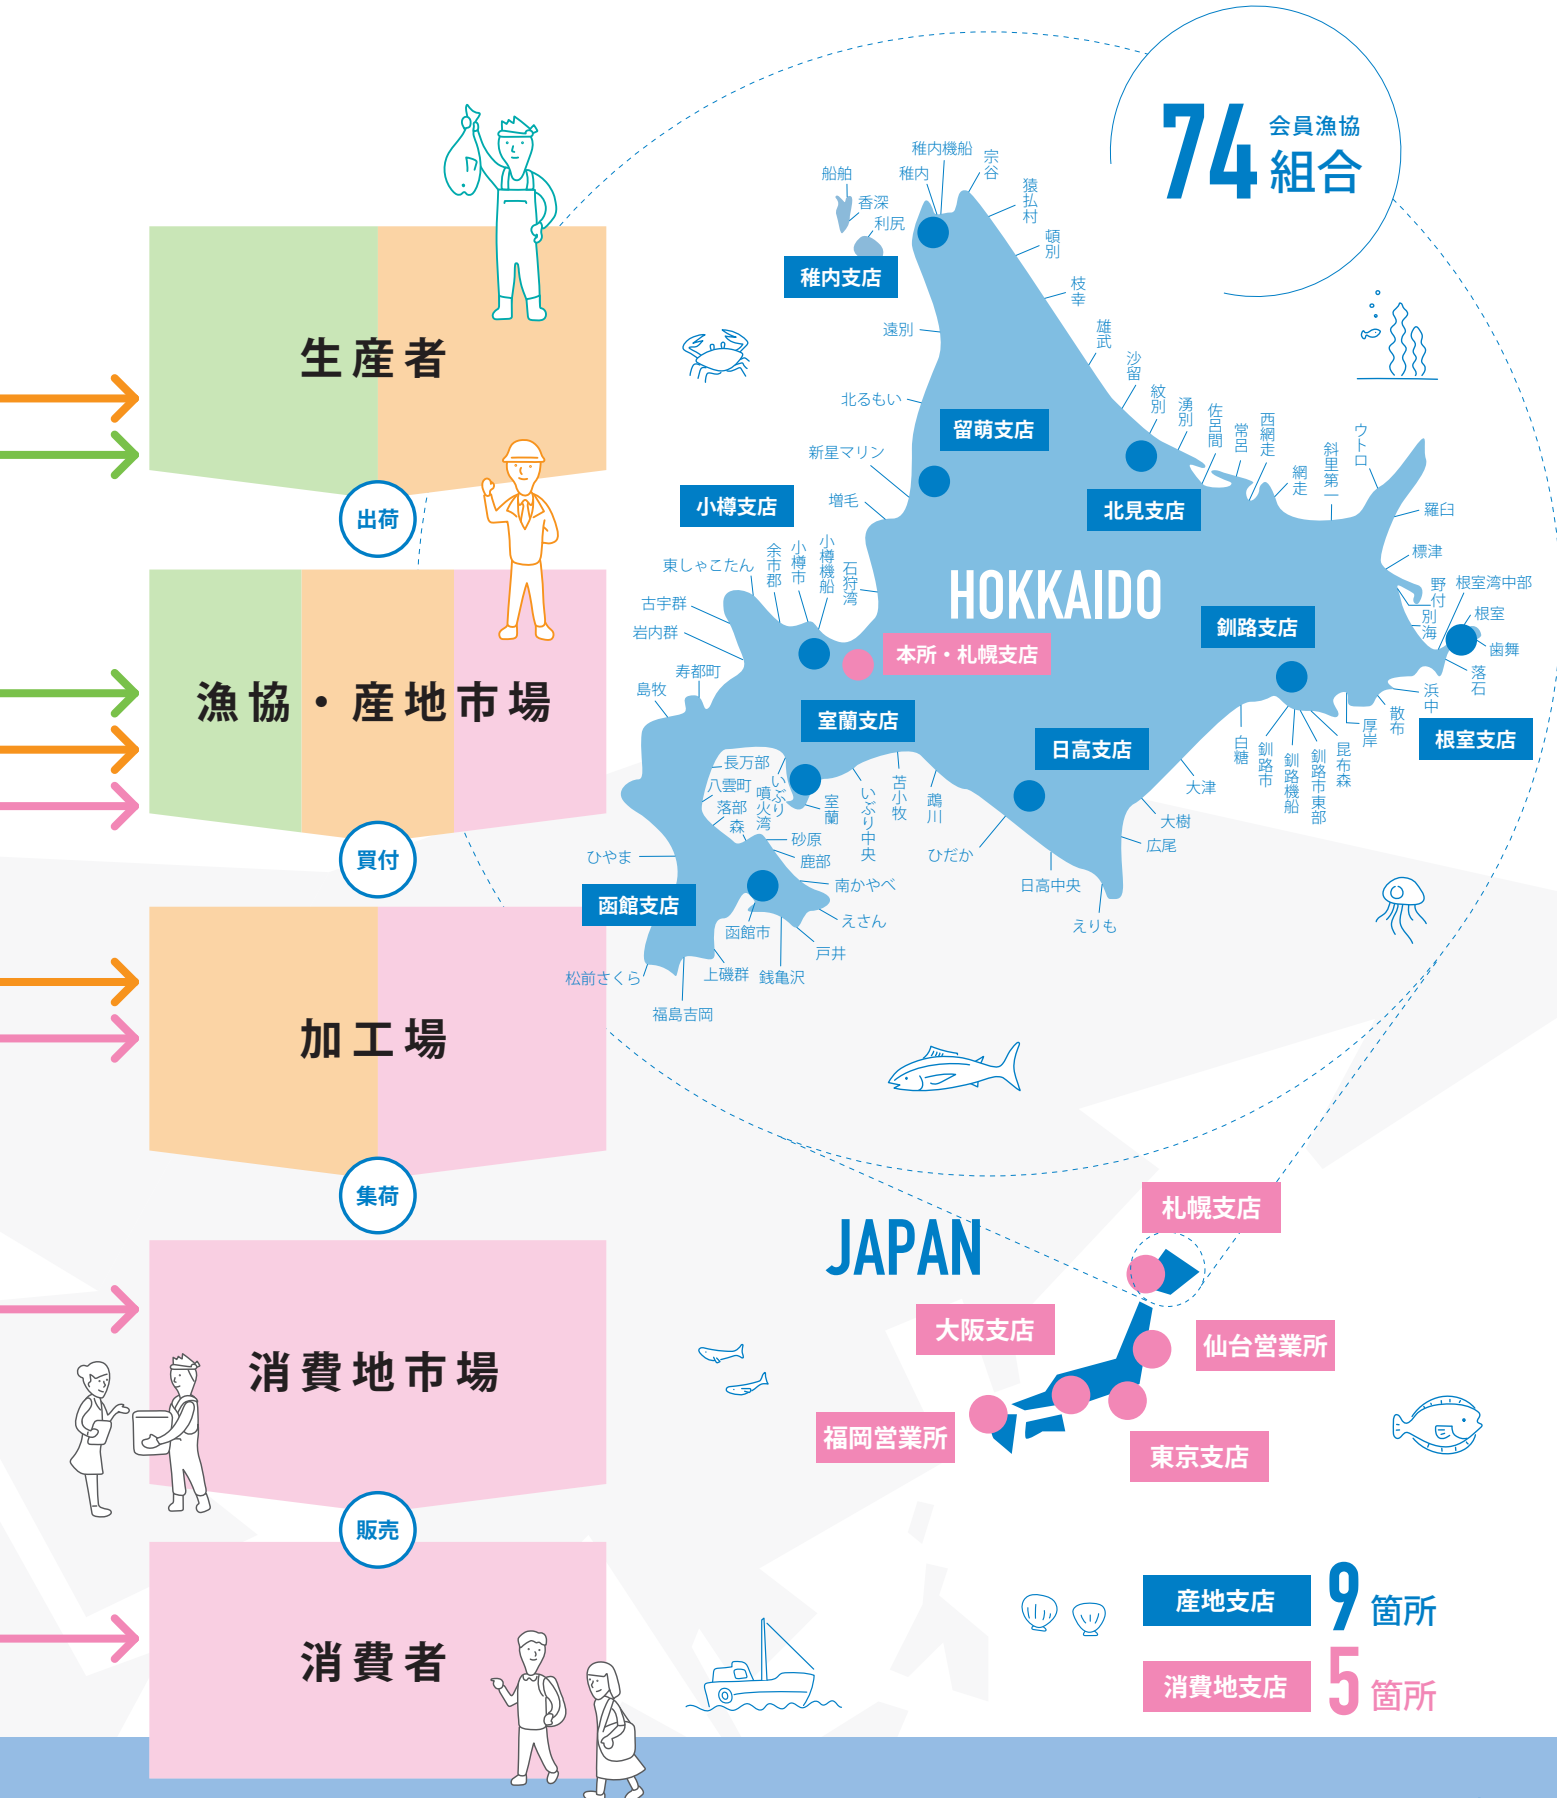 生産者
出荷
漁協・産地市場
買付
加工場
集荷
消費地市場
販売
消費者
74
会員漁協
組合
稚内機船
宗谷
船舶
稚内
香深
利尻
猿払村
頓別
枝幸
稚内支店
遠別
雄武
沙留
北るもい
紋別
湧別
佐呂間
常呂
西網走
網走
斜里第一
ウトロ
留萌支店
新星マリン
増毛
小樽支店
北見支店
羅臼
標津
野付
根室湾中部
別海
根室
歯舞
落石
浜中
散布
厚岸
根室支店
東しゃこたん
余市郡
小樽市
小樽機船
石狩湾
古宇群
岩内群
寿都町
島牧
HOKKAIDO
釧路支店
本所・札幌支店
室蘭支店
日高支店
白糠
釧路市
釧路機船
釧路市東部
昆布森
大津
大樹
広尾
長万部
八雲町
落部
森
噴火湾
いぶり
室蘭
いぶり中央
苫小牧
鵡川
砂原
鹿部
ひだか
日高中央
えりも
ひやま
南かやべ
函館支店
えさん
函館市
戸井
松前さくら
上磯群
銭亀沢
福島吉岡
JAPAN
札幌支店
大阪支店
仙台営業所
福岡営業所
東京支店
産地支店
9箇所
消費地支店
5箇所